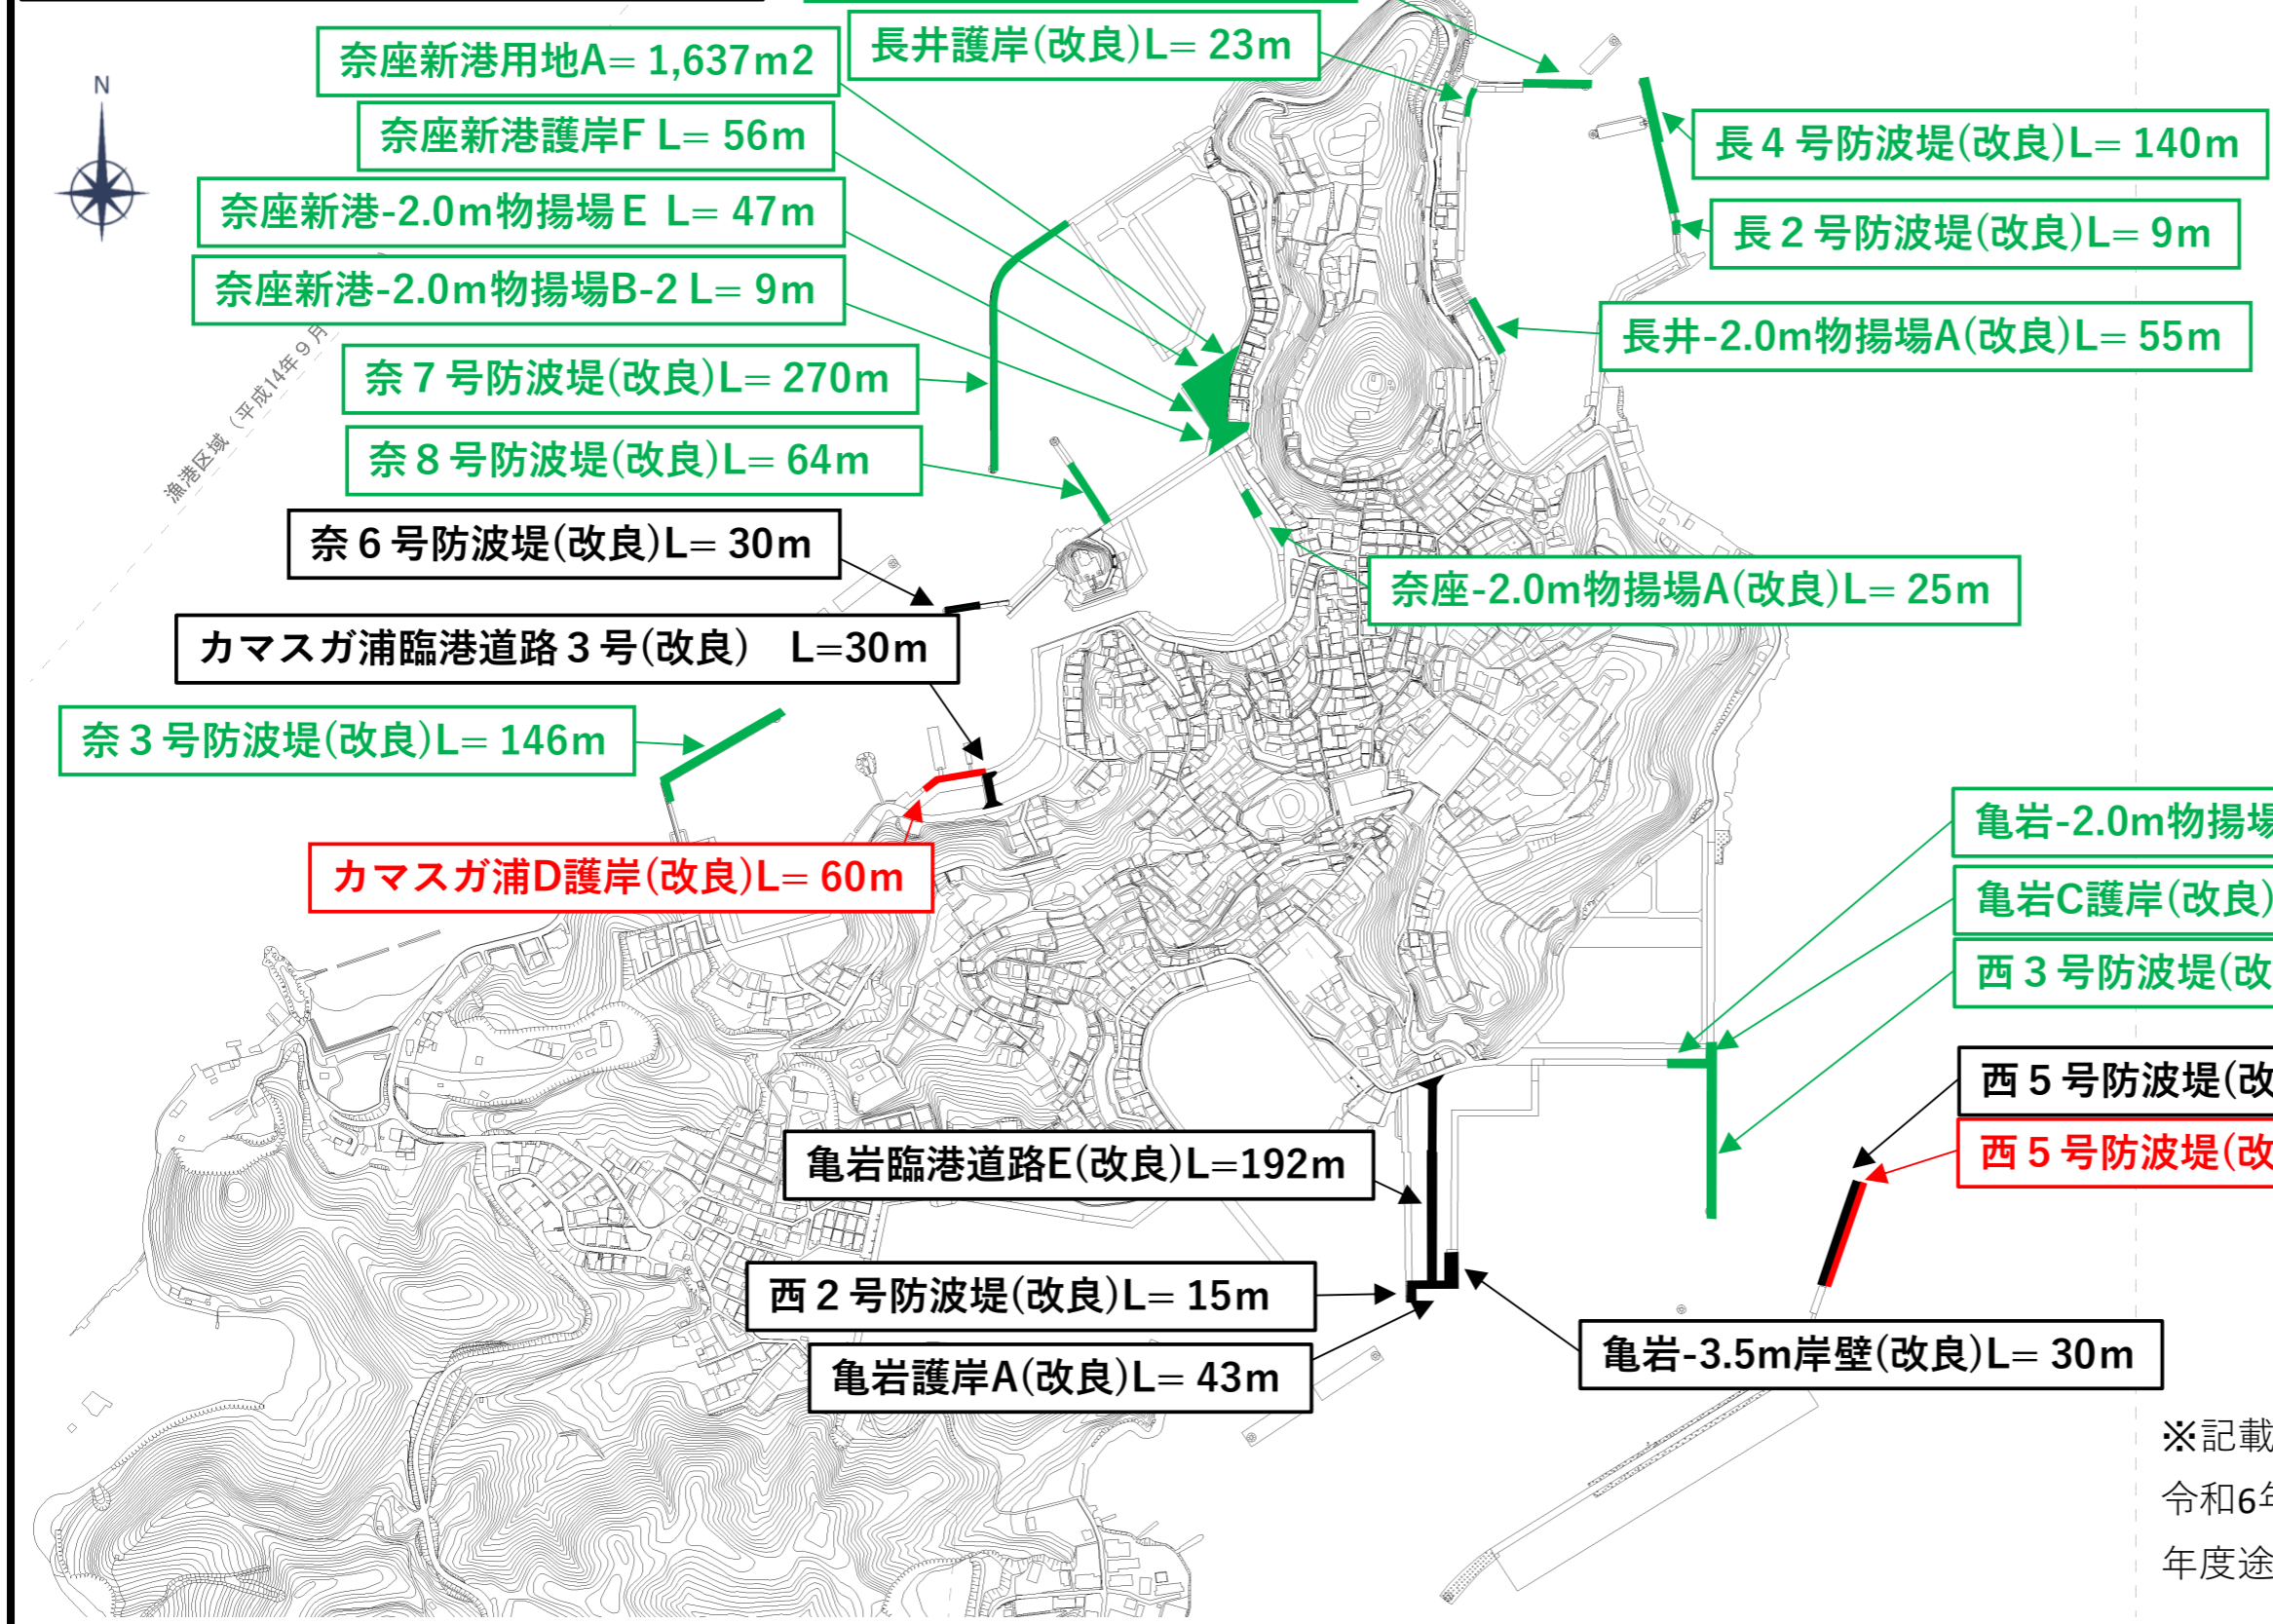 長井護岸(改良)L= 23m
奈座新港用地A= 1,637m2
N
長４号防波堤(改良)L= 140m
奈座新港護岸F L= 56m
奈座新港-2.0m物揚場E L= 47m
長２号防波堤(改良)L= 9m
奈座新港-2.0m物揚場B-2 L= 9m
長井-2.0m物揚場A(改良)L= 55m
漁港区域（平成14年９月
奈７号防波堤(改良)L= 270m
奈８号防波堤(改良)L= 64m
奈６号防波堤(改良)L= 30m
奈座-2.0m物揚場A(改良)L= 25m
カマスガ浦臨港道路３号(改良)　L=30m
奈３号防波堤(改良)L= 146m
亀岩-2.0m物揚場
カマスガ浦D護岸(改良)L= 60m
亀岩C護岸(改良)
西３号防波堤(改
西５号防波堤(改
西５号防波堤(改
亀岩臨港道路E(改良)L=192m
西２号防波堤(改良)L= 15m
亀岩-3.5m岸壁(改良)L= 30m
亀岩護岸A(改良)L= 43m
※記載
令和6年
年度途